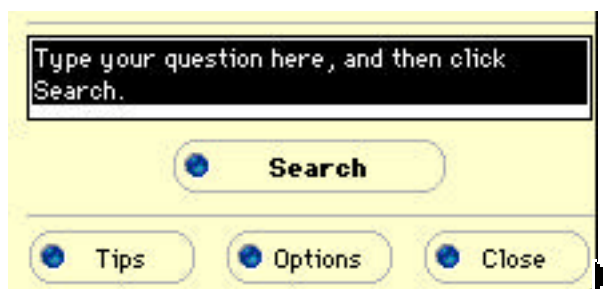 Type your question here, and then click
Search.
Search
Tips Options Close